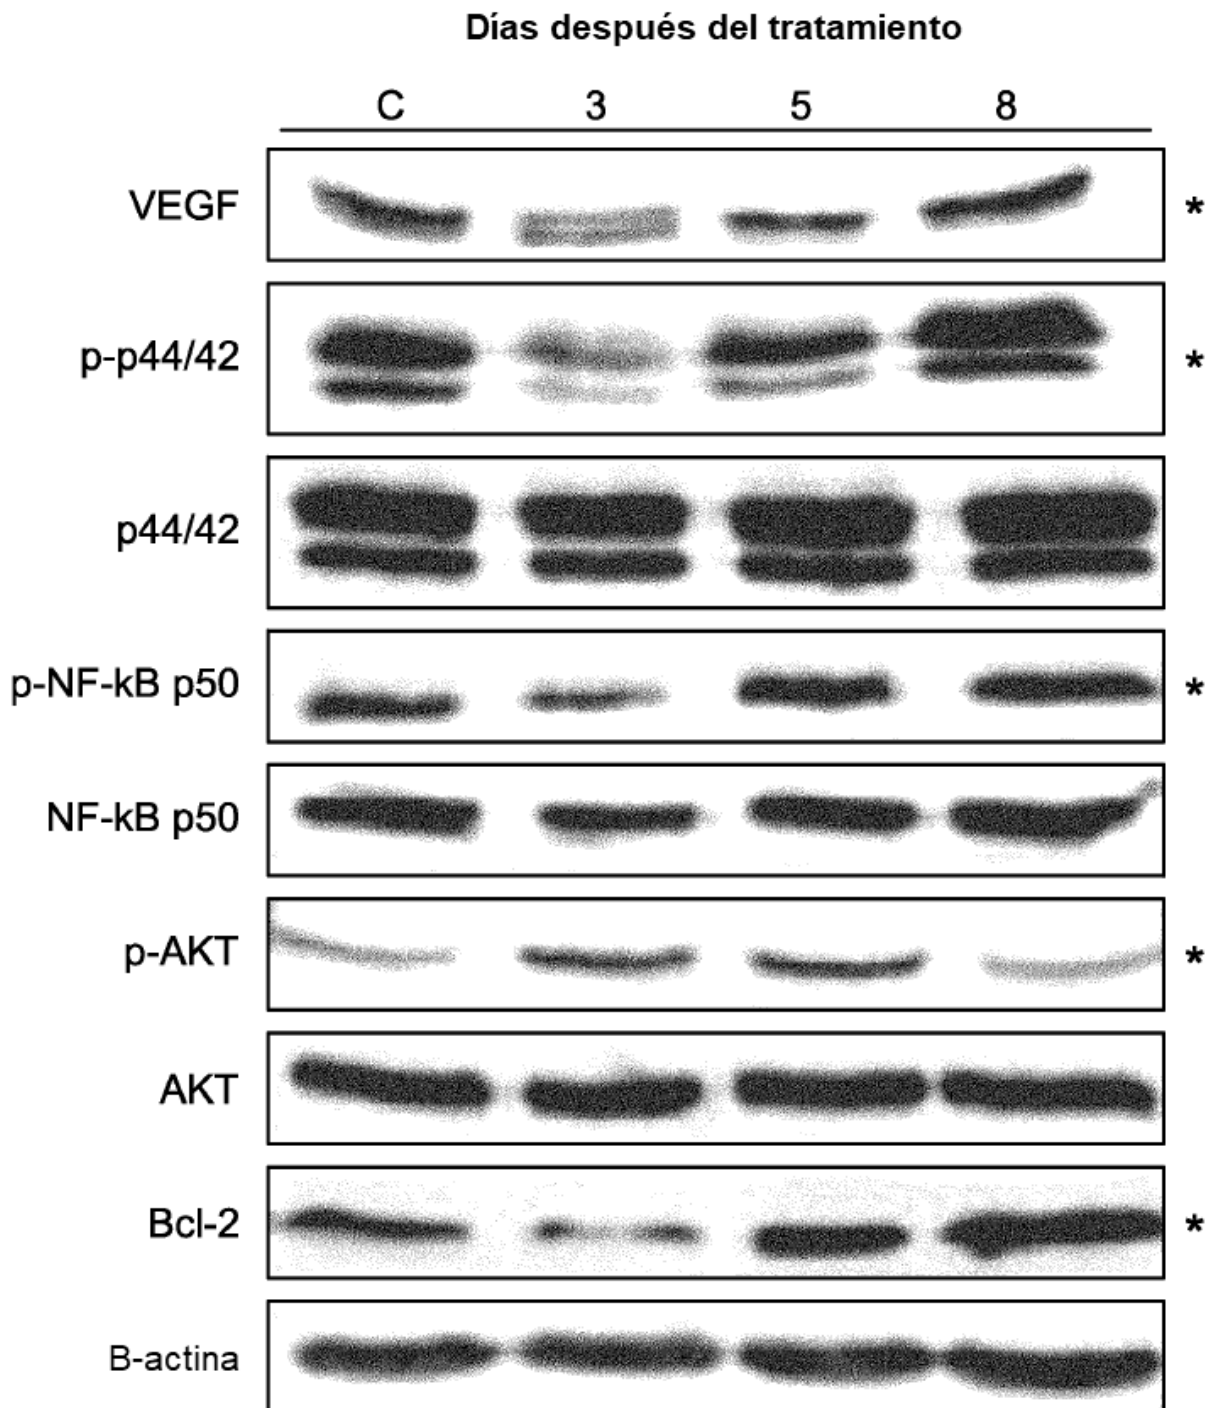 Días después del tratamiento
C 3 5 8
VEGF *
p-p44/42 *
p44/42
p-NF-kB p50 *
NF-kB p50
p-AKT *
AKT
Bcl-2 *
B-actina